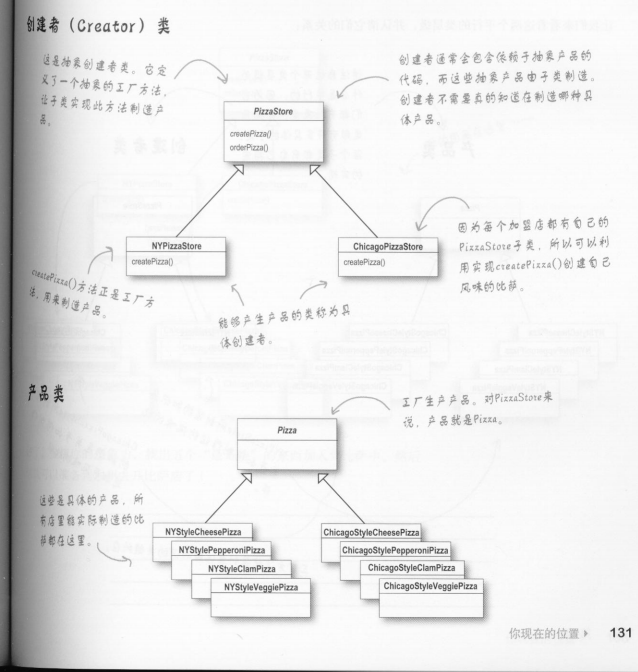 创建者（Creator）类
这是抽象创建者类。它定
义了一个抽象的工厂方法，
让子类实现此方法制造产
品。
创建者通常会包含依赖于抽象产品的
代码，而这些抽象产品由子类制造。
创建者不需要真的知道在制造哪种具
体产品。
PizzaStore
createPizza()
orderPizza()
NYPizzaStore
createPizza()
ChicagoPizzaStore
createPizza()
因为每个加盟店都有自己的
PizzaStore子类，所以可以利
用实现createPizza()创建自己
风味的比萨。
createPizza()方法正是工厂方
法，用来制造产品。
能够产生产品的类称为具
体创建者。
产品类
工厂生产产品。对PizzaStore来
说，产品就是Pizza。
Pizza
这些是具体的产品，所
有店里能实际制造的比
萨都在这里。
NYStyleCheesePizza
NYStylePepperoniPizza
NYStyleClamPizza
NYStyleVeggiePizza
ChicagoStyleCheesePizza
ChicagoStylePepperoniPizza
ChicagoStyleClamPizza
ChicagoStyleVeggiePizza
你现在的位置 131